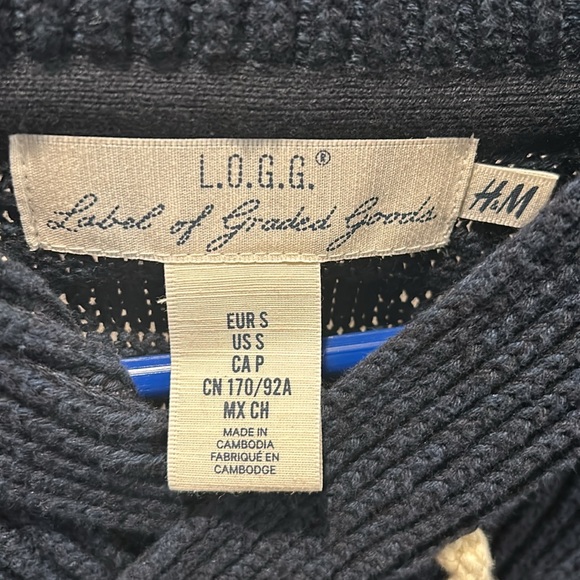 L.O.G.G.®
Label of Graded Goods
H&M
EUR S
US S
CA P
CN 170/92A
MX CH
MADE IN
CAMBODIA
FABRIQUÉ EN
CAMBODGE